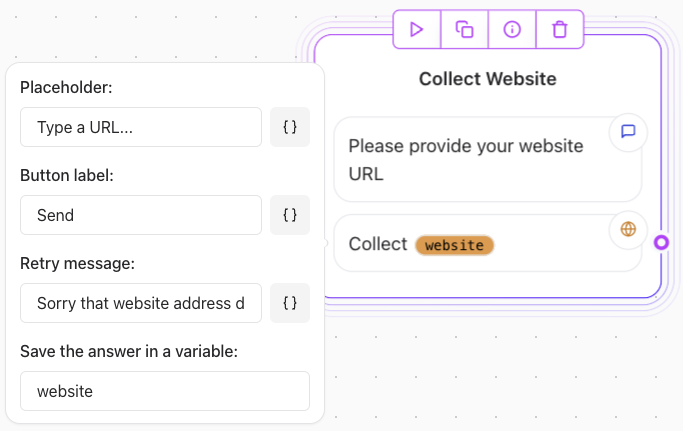 Placeholder:
Type a URL...
{}
Button label:
Send
{}
Retry message:
Sorry that website address d
{}
Save the answer in a variable:
website
Collect Website
Please provide your website
URL
Collect website